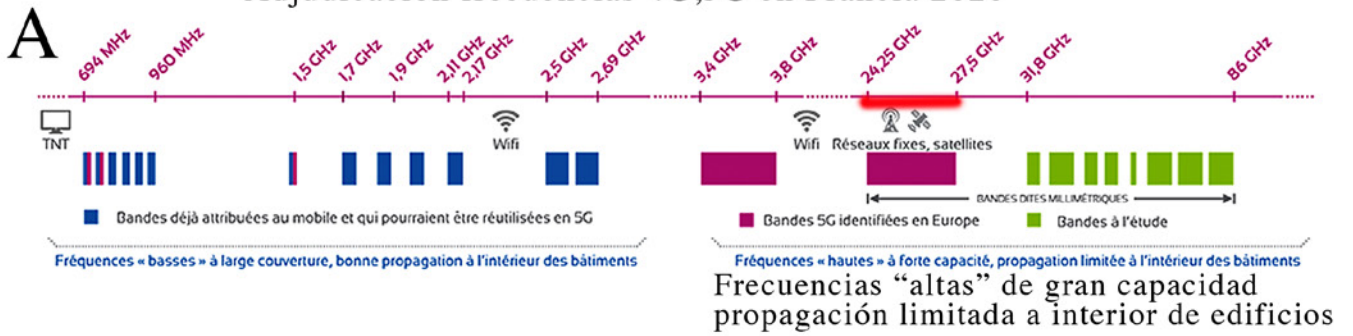 A
694 MHz 960 MHz 1,5 GHz 1,7 GHz 1,9 GHz 2,11 GHz 2,17 GHz 2,5 GHz 2,69 GHz 3,4 GHz 3,8 GHz 24,25 GHz 27,5 GHz 31,8 GHz 86 GHz
TNT Wifi Wifi Réseaux fixes, satellites
BANDES DITES MILLIMÉTRIQUES
Bandes déjà attribuées au mobile et qui pourraient être réutilisées en 5G Bandes 5G identifiées en Europe Bandes à l'étude
Fréquences « basses » à large couverture, bonne propagation à l'intérieur des bâtiments Fréquences « hautes » à forte capacité, propagation limitée à l'intérieur des bâtiments
Frecuencias “altas” de gran capacidad
propagación limitada a interior de edificios